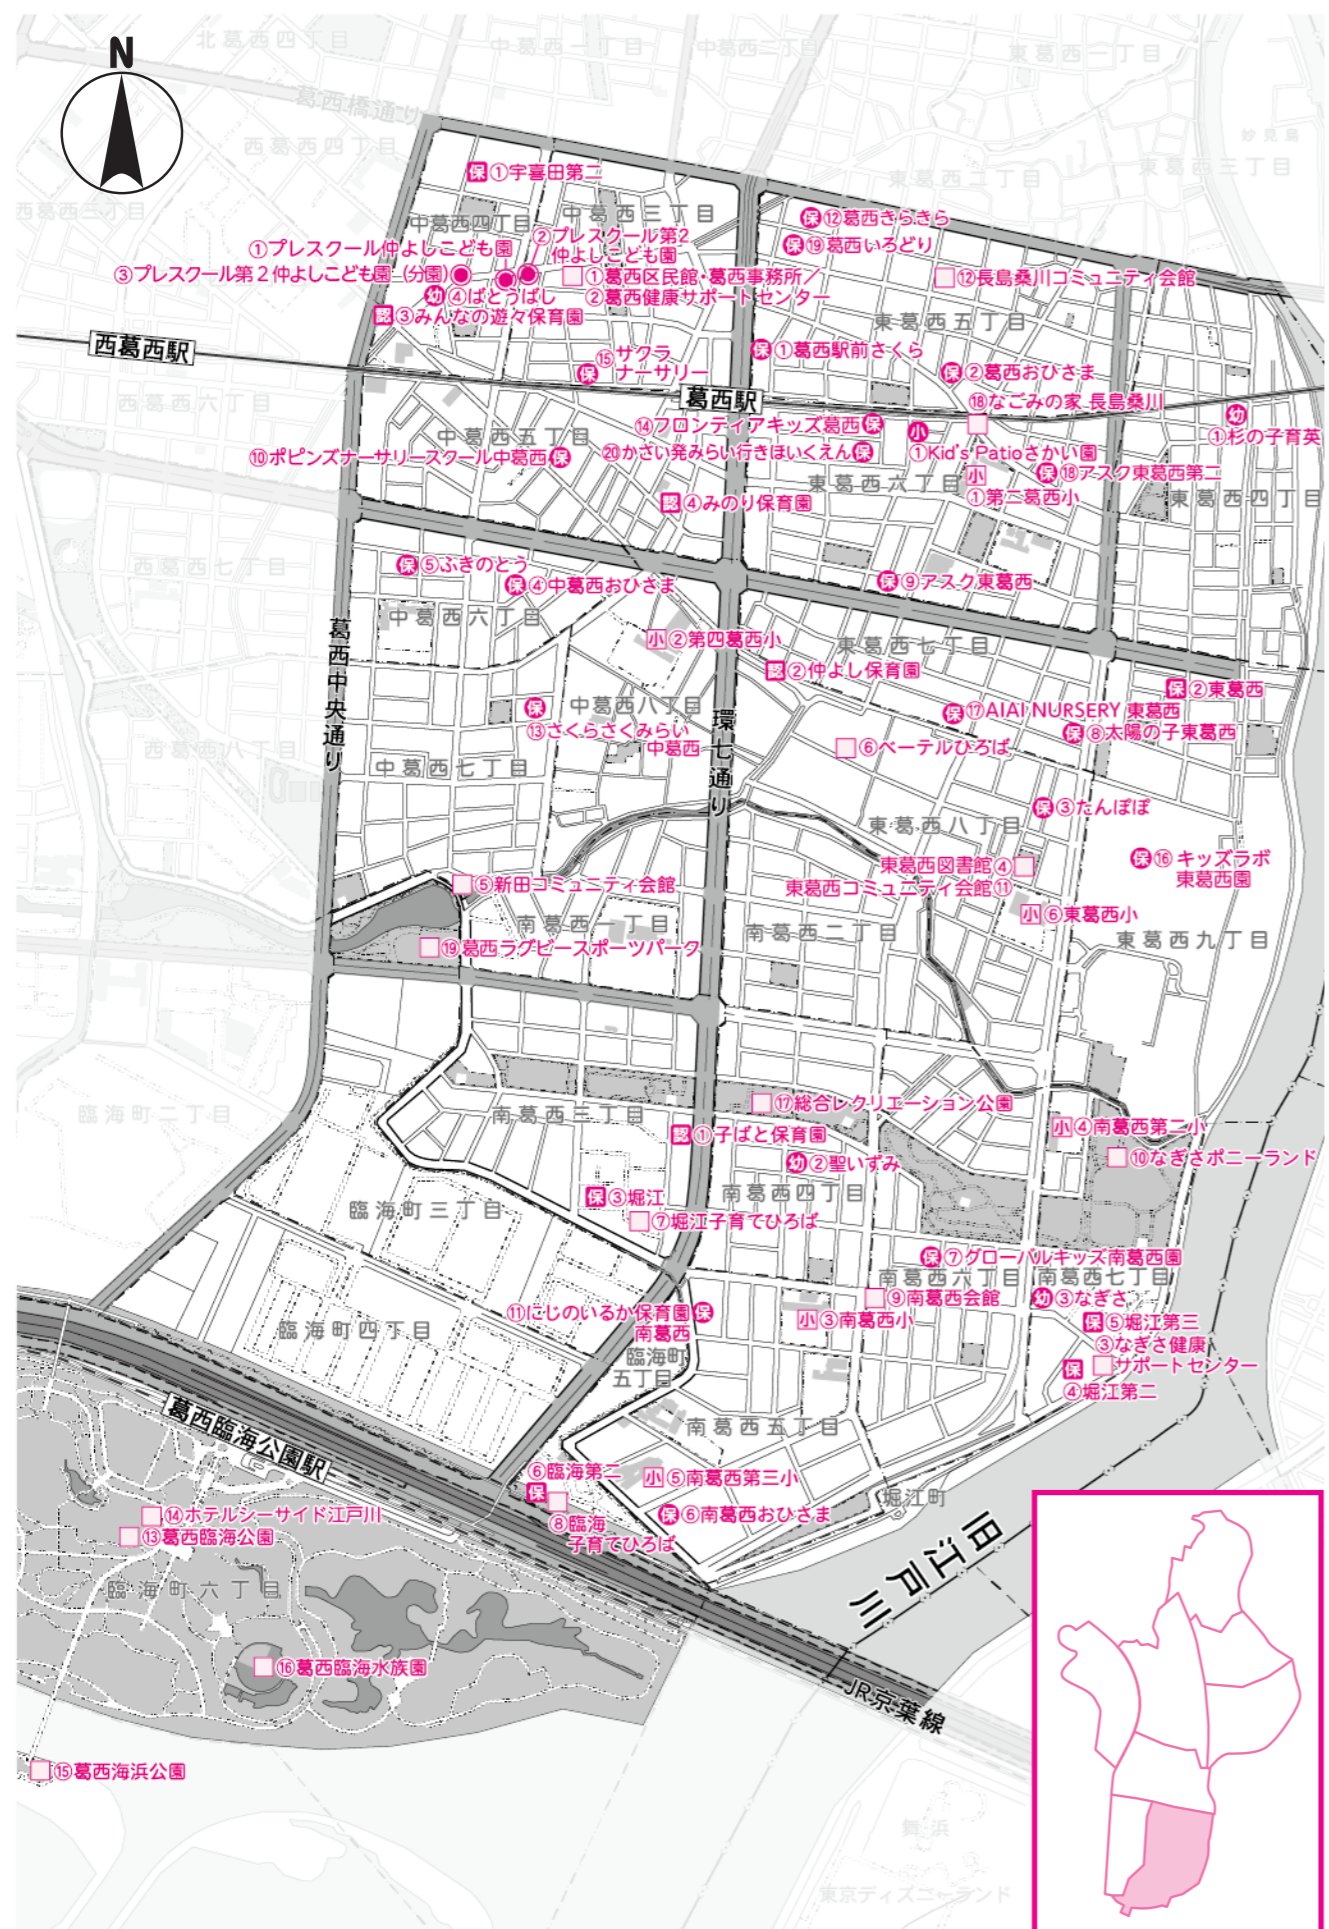 N
北葛西四丁目
中葛西一丁目
中葛西二丁目
東葛西一丁目
葛西橋通り
西葛西四丁目
妙見島
東葛西二丁目
東葛西三丁目
西葛西三丁目
保①宇喜田第二
中葛西四丁目
中葛西三丁目
保⑫葛西きらきら
保⑲葛西いろどり
①プレスクール仲よしこども園
②プレスクール第2
仲よしこども園
③プレスクール第2仲よしこども園(分園)
①葛西区民館・葛西事務所/
②葛西健康サポートセンター
⑫長島桑川コミュニティ会館
幼④ばとうばし
認③みんなの遊々保育園
東葛西五丁目
西葛西駅
⑮サクラ
保ナーサリー
保①葛西駅前さくら
保②葛西おひさま
葛西駅
⑱なごみの家 長島桑川
西葛西六丁目
⑭フロンティアキッズ葛西保
小
①Kid's Patioさかい園
幼
①杉の子育英
中葛西五丁目
⑩ポピンズナーサリースクール中葛西保
⑳かさい発みらい行きほいくえん保
東葛西六丁目
小
①第二葛西小
保⑱アスク東葛西第二
東葛西四丁目
認④みのり保育園
西葛西七丁目
保⑤ふきのとう
保④中葛西おひさま
保⑨アスク東葛西
中葛西六丁目
葛西中央通り
小②第四葛西小
東葛西七丁目
認②仲よし保育園
保②東葛西
保
⑬さくらさくみらい
中葛西
中葛西八丁目
環七通り
保⑰AIAI NURSERY 東葛西
保⑧太陽の子東葛西
西葛西八丁目
⑥ベーテルひろば
中葛西七丁目
保③たんぽぽ
東葛西八丁目
東葛西図書館④
東葛西コミュニティ会館⑪
保⑯キッズラボ
東葛西園
⑤新田コミュニティ会館
小⑥東葛西小
南葛西一丁目
南葛西二丁目
東葛西九丁目
⑲葛西ラグビースポーツパーク
臨海町二丁目
南葛西三丁目
⑰総合レクリエーション公園
認①子ばと保育園
小④南葛西第二小
⑩なぎさポニーランド
幼②聖いずみ
保③堀江
南葛西四丁目
臨海町三丁目
⑦堀江子育てひろば
保⑦グローバルキッズ南葛西園
南葛西六丁目
南葛西七丁目
⑨南葛西会館
幼③なぎさ
⑪にじのいるか保育園保
南葛西
小③南葛西小
保⑤堀江第三
臨海町四丁目
③なぎさ健康
サポートセンター
臨海町
五丁目
保
④堀江第二
葛西臨海公園駅
南葛西五丁目
⑥臨海第二
保
小⑤南葛西第三小
堀江町
⑧臨海
子育てひろば
保⑥南葛西おひさま
⑭ホテルシーサイド江戸川
⑬葛西臨海公園
旧江戸川
臨海町六丁目
⑯葛西臨海水族園
JR京葉線
⑮葛西海浜公園
舞浜
東京ディズニーランド